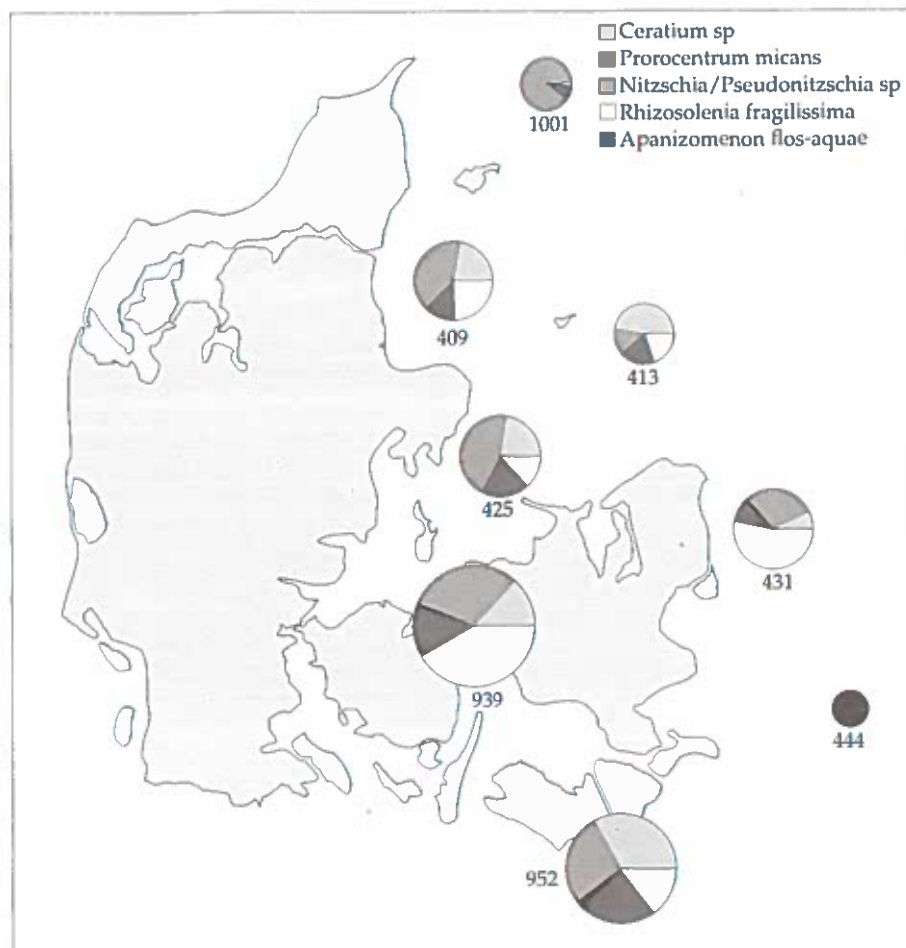 Ceratium sp
Prorocentrum micans
Nitzschia/Pseudonitzschia sp
Rhizosolenia fragilissima
Apanizomenon flos-aquae
1001
409
413
425
431
939
444
952